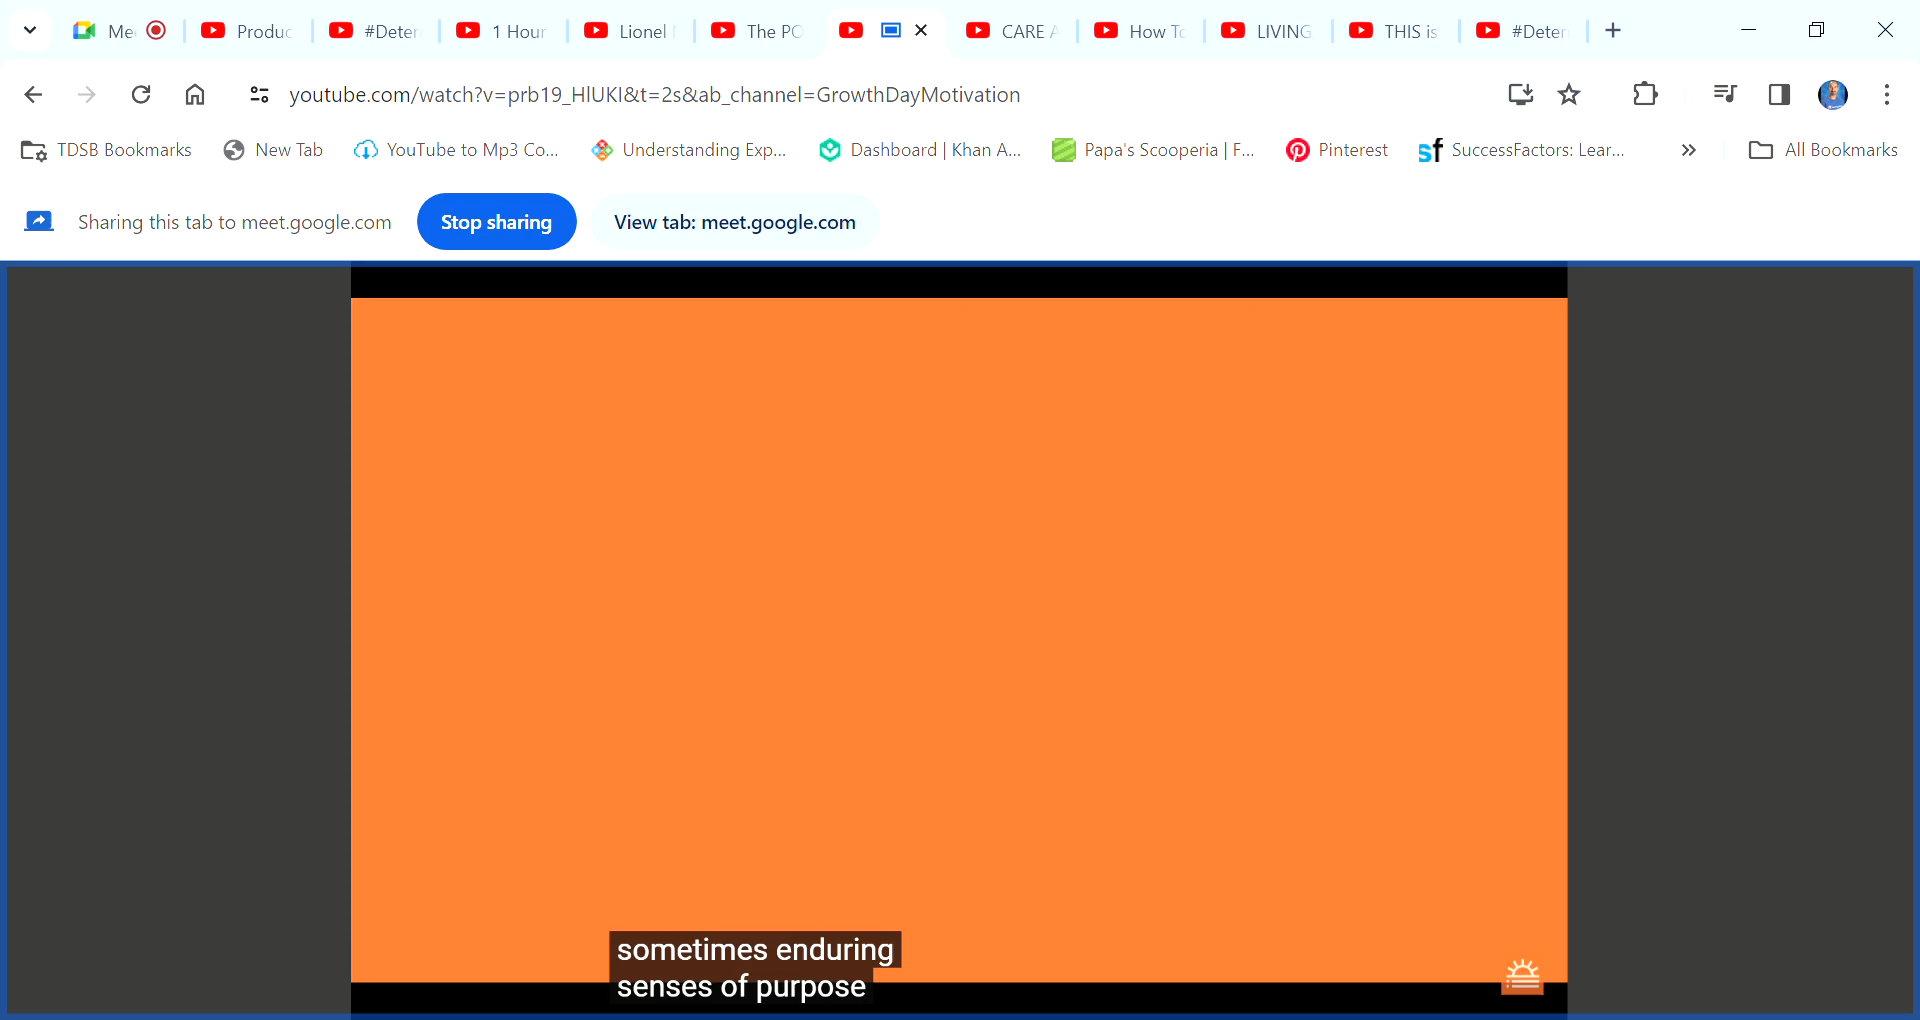 Mee
Produc
#Deter
1 Hour
Lionel
The PO
CARE A
How To
LIVING
THIS is
#Deter
youtube.com/watch?v=prb19_HlUKI&t=2s&ab_channel=GrowthDayMotivation
TDSB Bookmarks
New Tab
YouTube to Mp3 Co...
Understanding Exp...
Dashboard | Khan A...
Papa's Scooperia | F...
Pinterest
sf SuccessFactors: Lear...
All Bookmarks
Sharing this tab to meet.google.com
Stop sharing
View tab: meet.google.com
sometimes enduring
senses of purpose